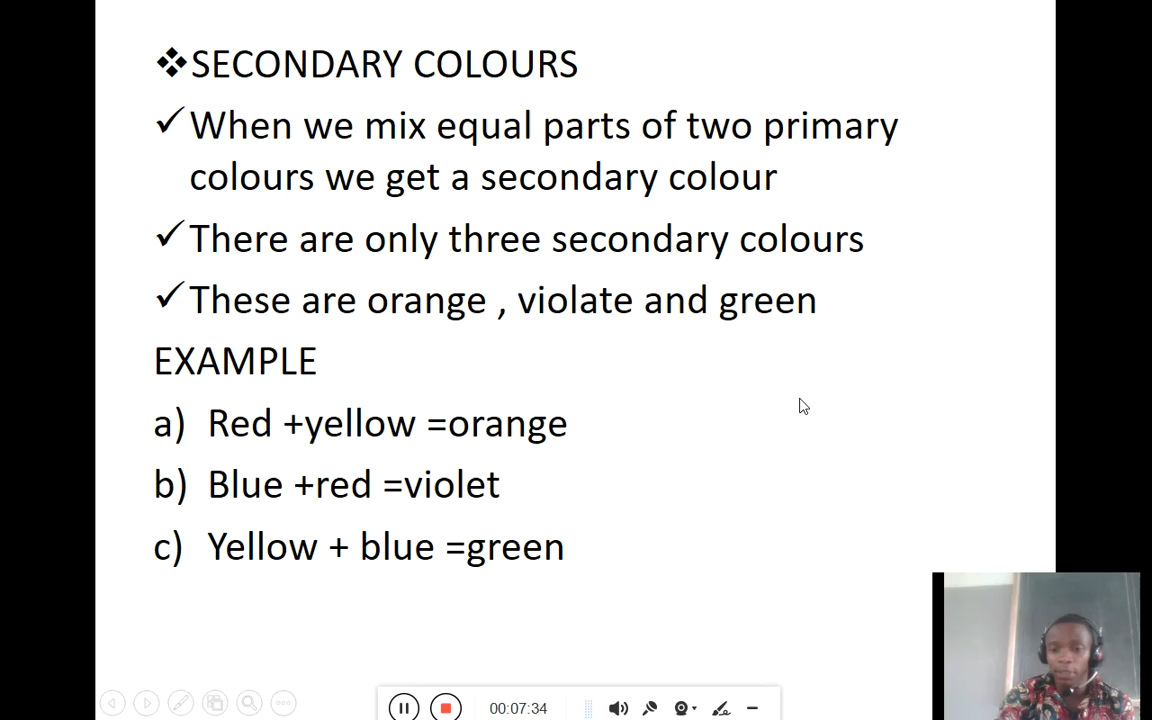 ❖SECONDARY COLOURS
✓When we mix equal parts of two primary
colours we get a secondary colour
✓There are only three secondary colours
✓These are orange , violate and green
EXAMPLE
a) Red +yellow =orange
b) Blue +red =violet
c) Yellow + blue =green
00:07:34